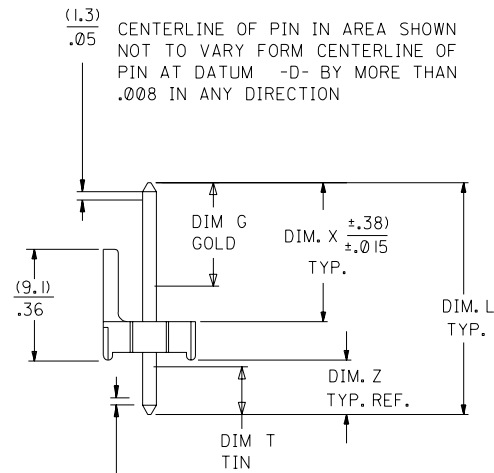 (1.3)
.05
CENTERLINE OF PIN IN AREA SHOWN
NOT TO VARY FORM CENTERLINE OF
PIN AT DATUM -D- BY MORE THAN
.008 IN ANY DIRECTION
DIM G
GOLD
DIM. X ±.38)
±.015
TYP.
(9.1)
.36
DIM. L
TYP.
DIM. Z
TYP. REF.
DIM T
TIN